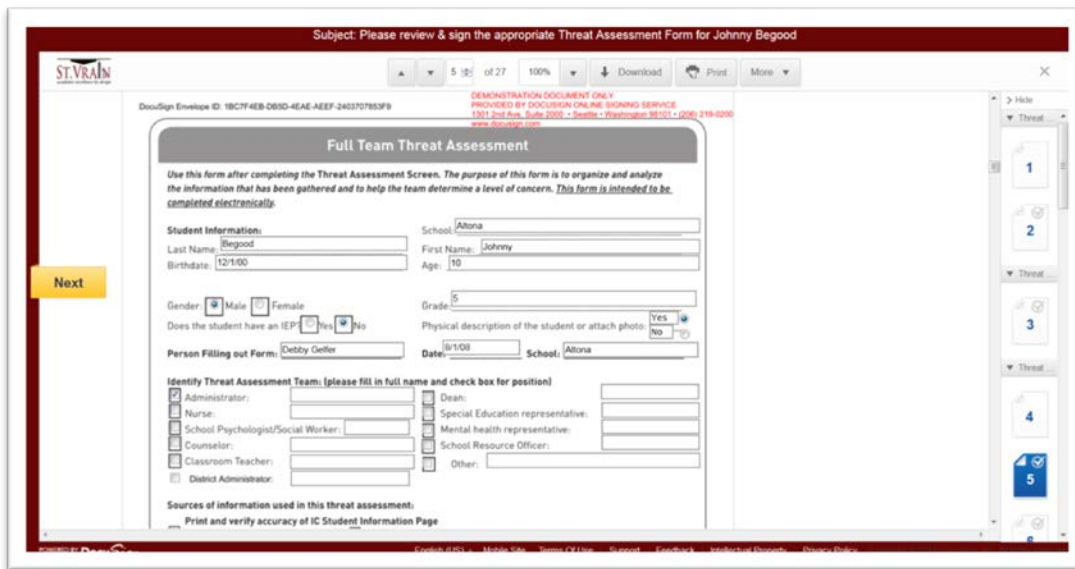 Subject: Please review & sign the appropriate Threat Assessment Form for Johnny Begood
ST.VRAIN
5 of 27 100% Download Print More
DocuSign Envelope ID: 1BC7F4EB-DB5D-4EAE-AEEF-2403707853F9
DEMONSTRATION DOCUMENT ONLY
PROVIDED BY DOCUSIGN ONLINE SIGNING SERVICE
1301 2nd Ave, Suite 2000 • Seattle • Washington 98101 • (206) 219-0200
www.docusign.com
Hide
Threat ...
1
2
Threat ...
3
Threat ...
4
5
6
Next
Full Team Threat Assessment
Use this form after completing the Threat Assessment Screen. The purpose of this form is to organize and analyze
the information that has been gathered and to help the team determine a level of concern. This form is intended to be
completed electronically.
Student Information: School: Altona
Last Name: Begood First Name: Johnny
Birthdate: 12/1/00 Age: 10
Gender: Male Female Grade: 5
Does the student have an IEP? Yes No Physical description of the student or attach photo: Yes
No
Person Filling out Form: Debby Gelfer Date: 8/1/08 School: Altona
Identify Threat Assessment Team: (please fill in full name and check box for position)
Administrator: Dean:
Nurse: Special Education representative:
School Psychologist/Social Worker: Mental health representative:
Counselor: School Resource Officer:
Classroom Teacher: Other:
District Administrator:
Sources of information used in this threat assessment:
Print and verify accuracy of IC Student Information Page
POWERED BY DocuSign English (US) Mobile Site Terms Of Use Support Feedback Intellectual Property Privacy Policy